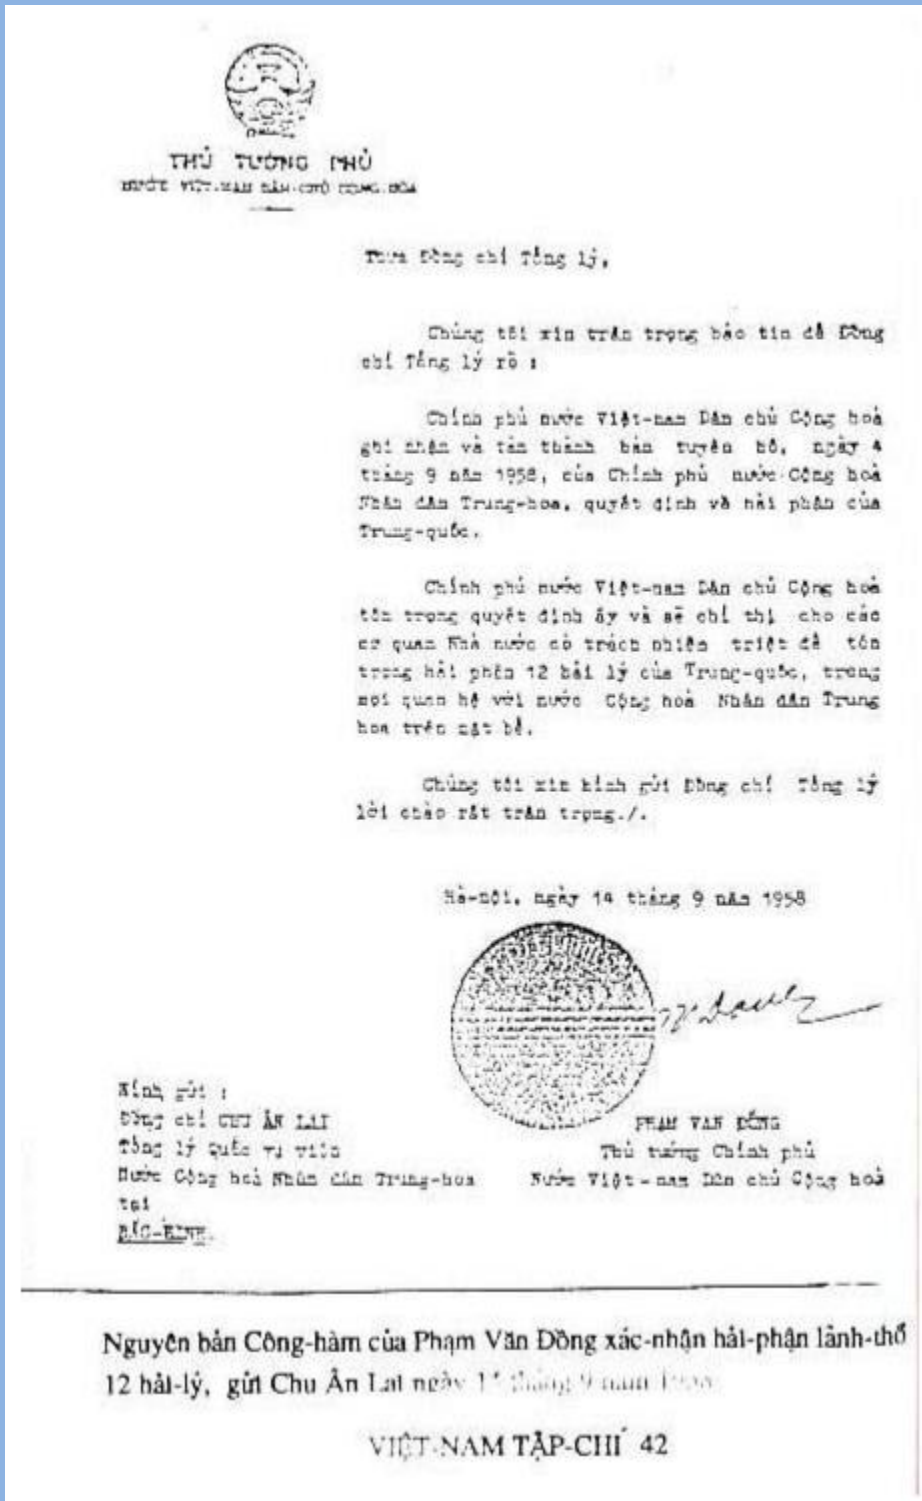 THỦ TƯỚNG PHỦ
NƯỚC VIỆT-NAM DÂN-CHỦ CỘNG-HÒA
Thưa Đồng chí Tổng lý,
Chúng tôi xin trân trọng báo tin để Đồng
chí Tổng lý rõ :
Chính phủ nước Việt-nam Dân chủ Cộng hoà
ghi nhận và tán thành bản tuyên bố, ngày 4
tháng 9 năm 1958, của Chính phủ nước Cộng hoà
Nhân dân Trung-hoa, quyết định về hải phận của
Trung-quốc.
Chính phủ nước Việt-nam Dân chủ Cộng hoà
tôn trọng quyết định ấy và sẽ chỉ thị cho các
cơ quan Nhà nước có trách nhiệm triệt để tôn
trọng hải phận 12 hải lý của Trung-quốc, trong
mọi quan hệ với nước Cộng hoà Nhân dân Trung
hoa trên mặt bể.
Chúng tôi xin kính gửi Đồng chí Tổng lý
lời chào rất trân trọng./.
Hà-nội, ngày 14 tháng 9 năm 1958
Kính gửi :
Đồng chí CHU ÂN LAI
Tổng lý Quốc vụ viện
Nước Cộng hoà Nhân dân Trung-hoa
tại
BẮC-KINH.
PHẠM VĂN ĐỒNG
Thủ tướng Chính phủ
Nước Việt-nam Dân chủ Cộng hoà
Nguyên bản Công-hàm của Phạm Văn Đồng xác-nhận hải-phận lãnh-thổ
12 hải-lý, gửi Chu Ân Lai ngày tháng 9 năm
VIỆT-NAM TẬP-CHÍ 42